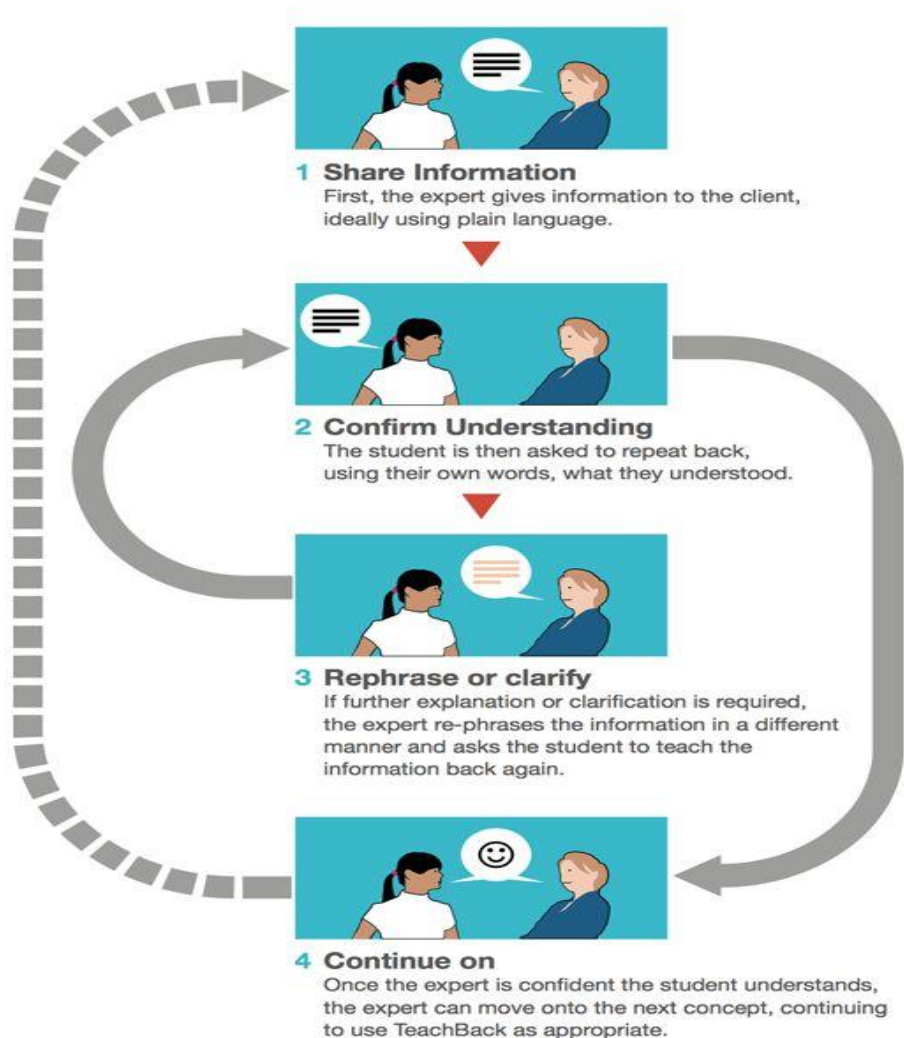 1 Share Information
First, the expert gives information to the client,
ideally using plain language.
2 Confirm Understanding
The student is then asked to repeat back,
using their own words, what they understood.
3 Rephrase or clarify
If further explanation or clarification is required,
the expert re-phrases the information in a different
manner and asks the student to teach the
information back again.
4 Continue on
Once the expert is confident the student understands,
the expert can move onto the next concept, continuing
to use TeachBack as appropriate.